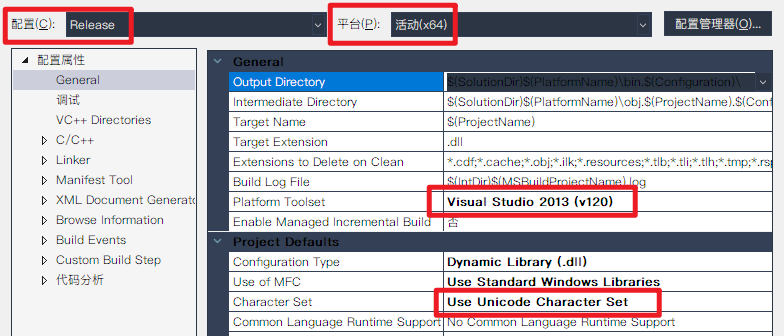 配置(C): Release 平台(P): 活动(x64) 配置管理器(O)...
配置属性
General
调试
VC++ Directories
C/C++
Linker
Manifest Tool
XML Document Generato
Browse Information
Build Events
Custom Build Step
代码分析
General
Output Directory $(SolutionDir)$(PlatformName)\bin.$(Configuration)\
Intermediate Directory $(SolutionDir)$(PlatformName)\obj.$(ProjectName).$(Con
Target Name $(ProjectName)
Target Extension .dll
Extensions to Delete on Clean *.cdf;*.cache;*.obj;*.ilk;*.resources;*.tlb;*.tli;*.tlh;*.tmp;*.rsp
Build Log File $(IntDir)$(MSBuildProjectName).log
Platform Toolset Visual Studio 2013 (v120)
Enable Managed Incremental Build 否
Project Defaults
Configuration Type Dynamic Library (.dll)
Use of MFC Use Standard Windows Libraries
Character Set Use Unicode Character Set
Common Language Runtime Support No Common Language Runtime Support